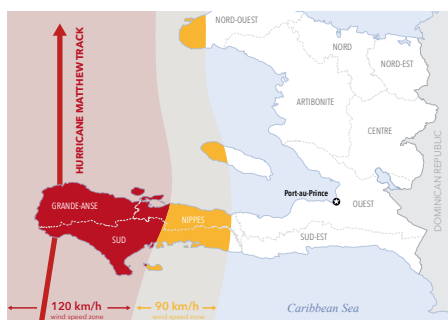 NORD-OUEST
NORD
NORD-EST
HURRICANE MATTHEW TRACK
ARTIBONITE
CENTRE
DOMINICAN REPUBLIC
Port-au-Prince
GRANDE-ANSE
OUEST
NIPPES
SUD
SUD-EST
120 km/h
wind speed zone
90 km/h
wind speed zone
Caribbean Sea